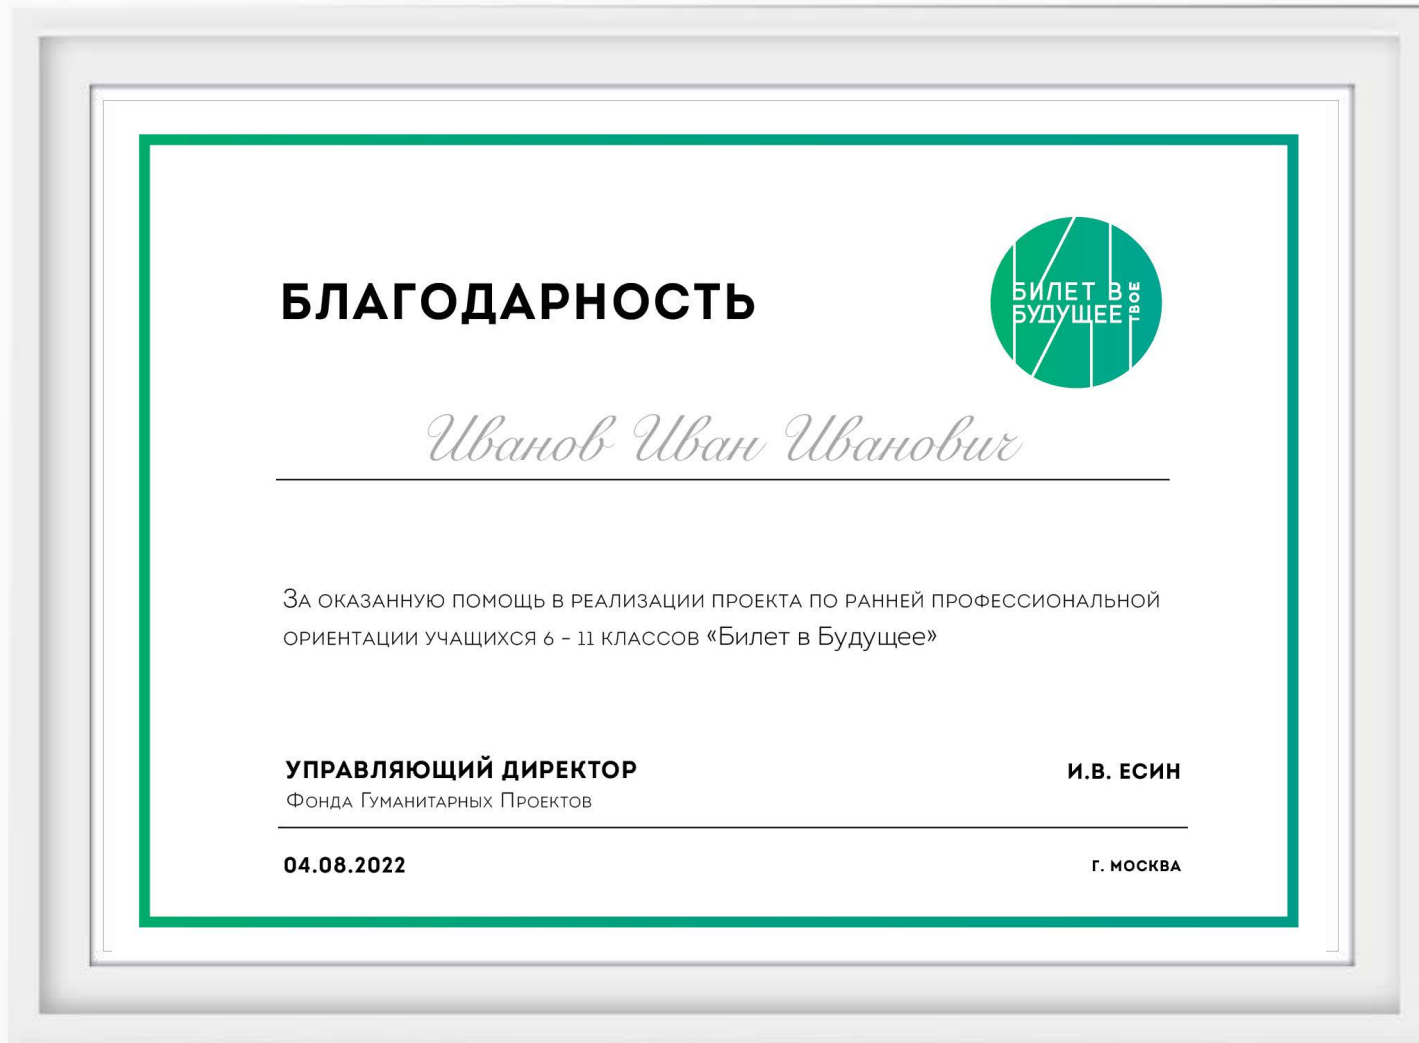 БЛАГОДАРНОСТЬ
БИЛЕТ В
БУДУЩЕЕ
ТВОЕ
Иванов Иван Иванович
За оказанную помощь в реализации проекта по ранней профессиональной
ориентации учащихся 6 – 11 классов «Билет в Будущее»
УПРАВЛЯЮЩИЙ ДИРЕКТОР
И.В. ЕСИН
Фонда Гуманитарных Проектов
04.08.2022
Г. МОСКВА